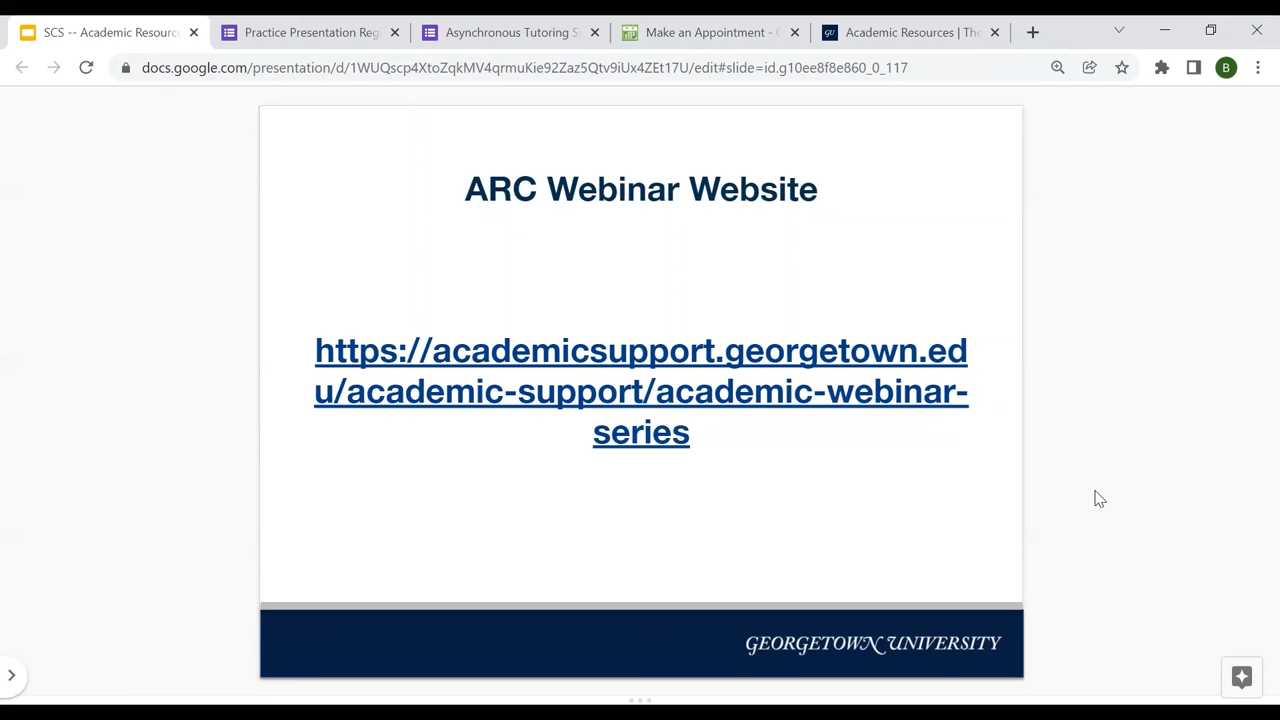 SCS -- Academic Resourc
Practice Presentation Reg
Asynchronous Tutoring S
Make an Appointment - G
Academic Resources | The
docs.google.com/presentation/d/1WUQscp4XtoZqkMV4qrmuKie92Zaz5Qtv9iUx4ZEt17U/edit#slide=id.g10ee8f8e860_0_117
B
ARC Webinar Website
https://academicsupport.georgetown.ed
u/academic-support/academic-webinar-
series
GEORGETOWN UNIVERSITY